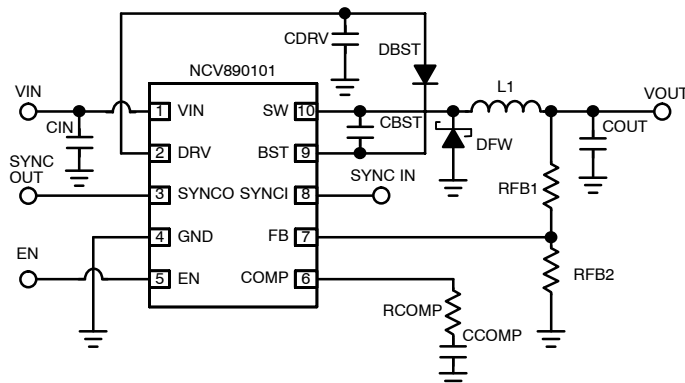 CDRV
DBST
NCV890101
L1
VIN
VOUT
1 VIN SW 10
CIN
CBST
COUT
2 DRV BST 9
DFW
SYNC
OUT
SYNC IN
3 SYNCO SYNCI 8
RFB1
4 GND FB 7
EN
5 EN COMP 6
RFB2
RCOMP
CCOMP